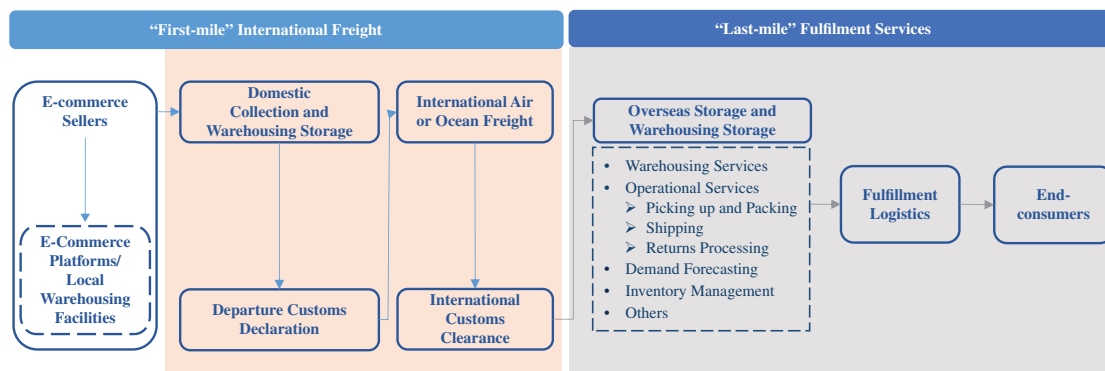 “First-mile” International Freight
“Last-mile” Fulfilment Services
E-commerce
Sellers
E-Commerce
Platforms/
Local
Warehousing
Facilities
Domestic
Collection and
Warehousing Storage
Departure Customs
Declaration
International Air
or Ocean Freight
International
Customs
Clearance
Overseas Storage and
Warehousing Storage
• Warehousing Services
• Operational Services
➢ Picking up and Packing
➢ Shipping
➢ Returns Processing
• Demand Forecasting
• Inventory Management
• Others
Fulfillment
Logistics
End-
consumers